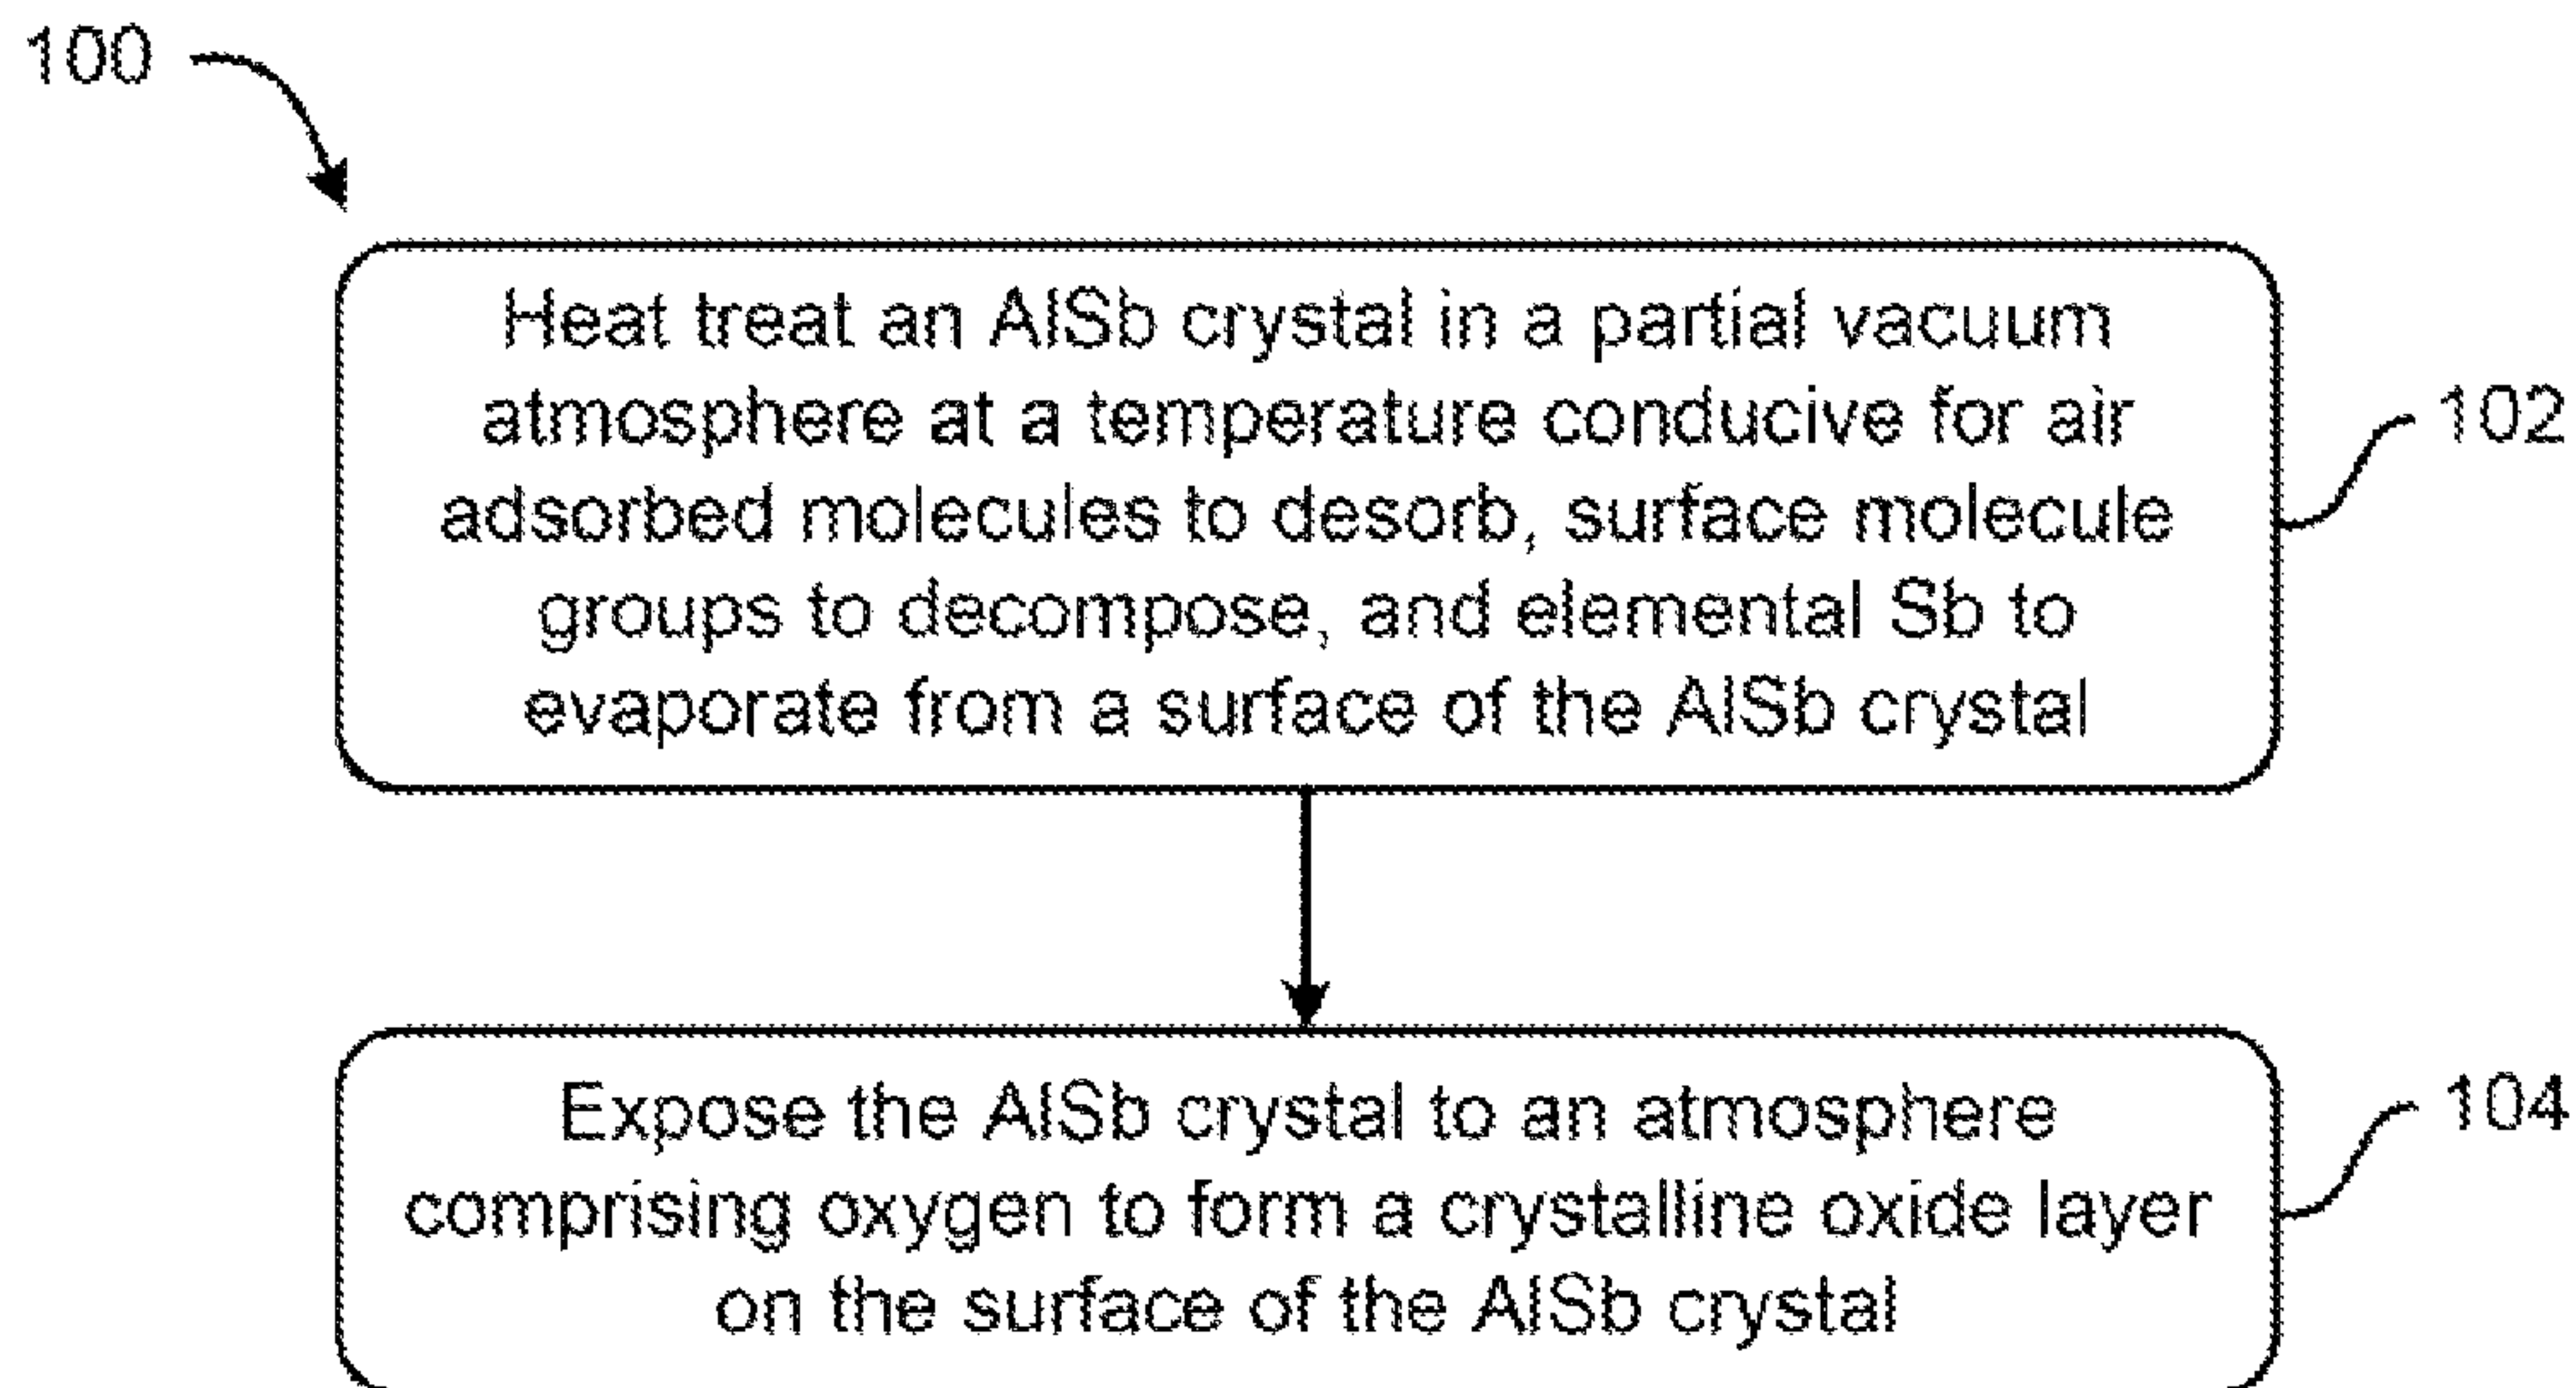 100
Heat treat an AlSb crystal in a partial vacuum
atmosphere at a temperature conducive for air
adsorbed molecules to desorb, surface molecule
groups to decompose, and elemental Sb to
evaporate from a surface of the AlSb crystal
102
Expose the AlSb crystal to an atmosphere
comprising oxygen to form a crystalline oxide layer
on the surface of the AlSb crystal
104